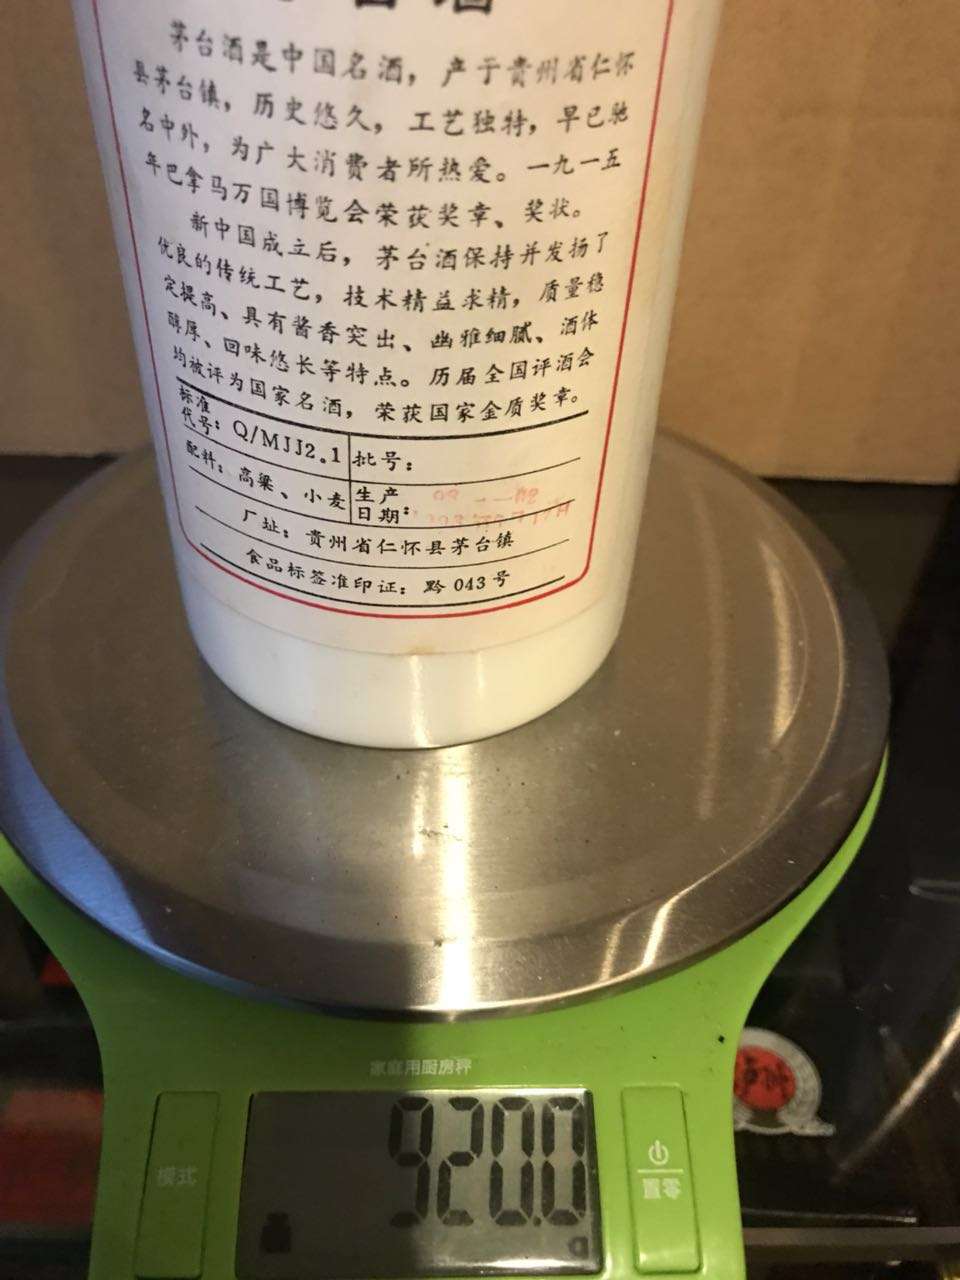 茅台酒是中国名酒，产于贵州省仁怀
县茅台镇，历史悠久，工艺独特，早已驰
名中外，为广大消费者所热爱。一九一五
年巴拿马万国博览会荣获奖章、奖状。
新中国成立后，茅台酒保持并发扬了
优良的传统工艺，技术精益求精，质量稳
定提高、具有酱香突出、幽雅细腻、酒体
醇厚、回味悠长等特点。历届全国评酒会
均被评为国家名酒，荣获国家金质奖章。
标准代号：Q/MJJ2.1 批号：
配料：高粱、小麦 生产日期：
厂址：贵州省仁怀县茅台镇
食品标签准印证：黔 043 号
家庭用厨房秤
模式
920.0
置零